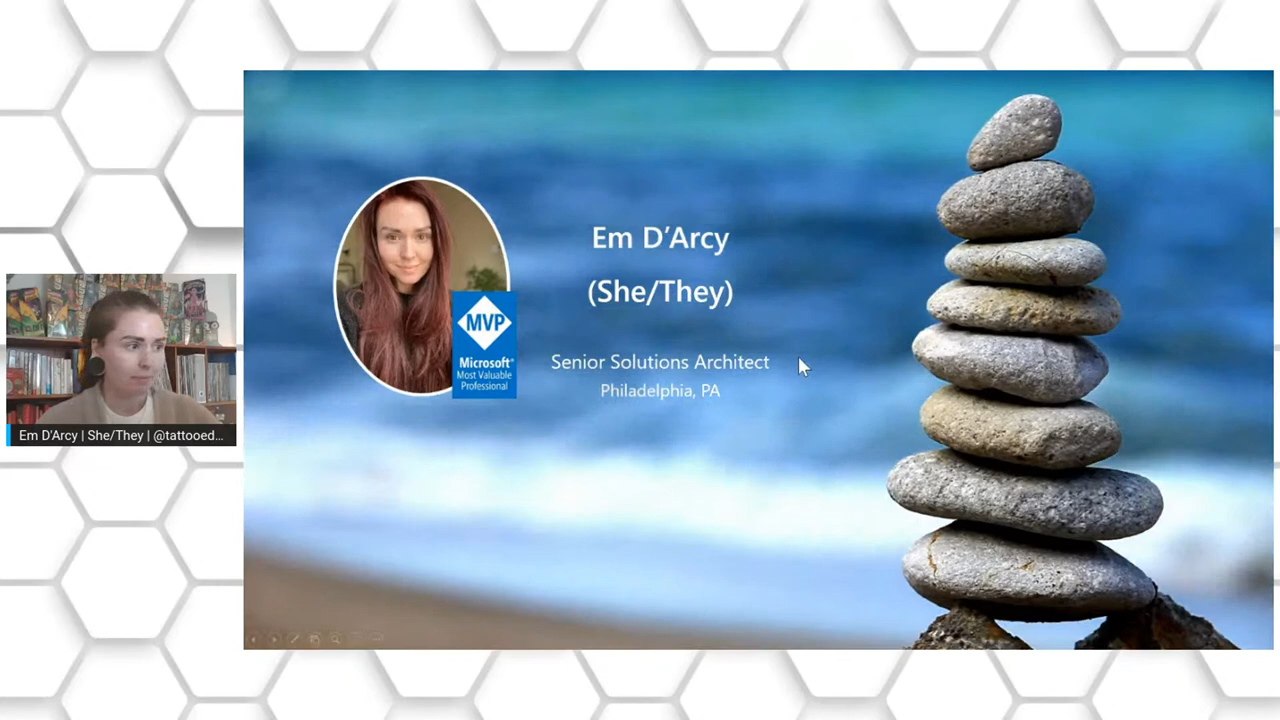 Em D’Arcy
(She/They)
MVP
Microsoft®
Most Valuable
Professional
Senior Solutions Architect
Philadelphia, PA
Em D'Arcy | She/They | @tattooed...